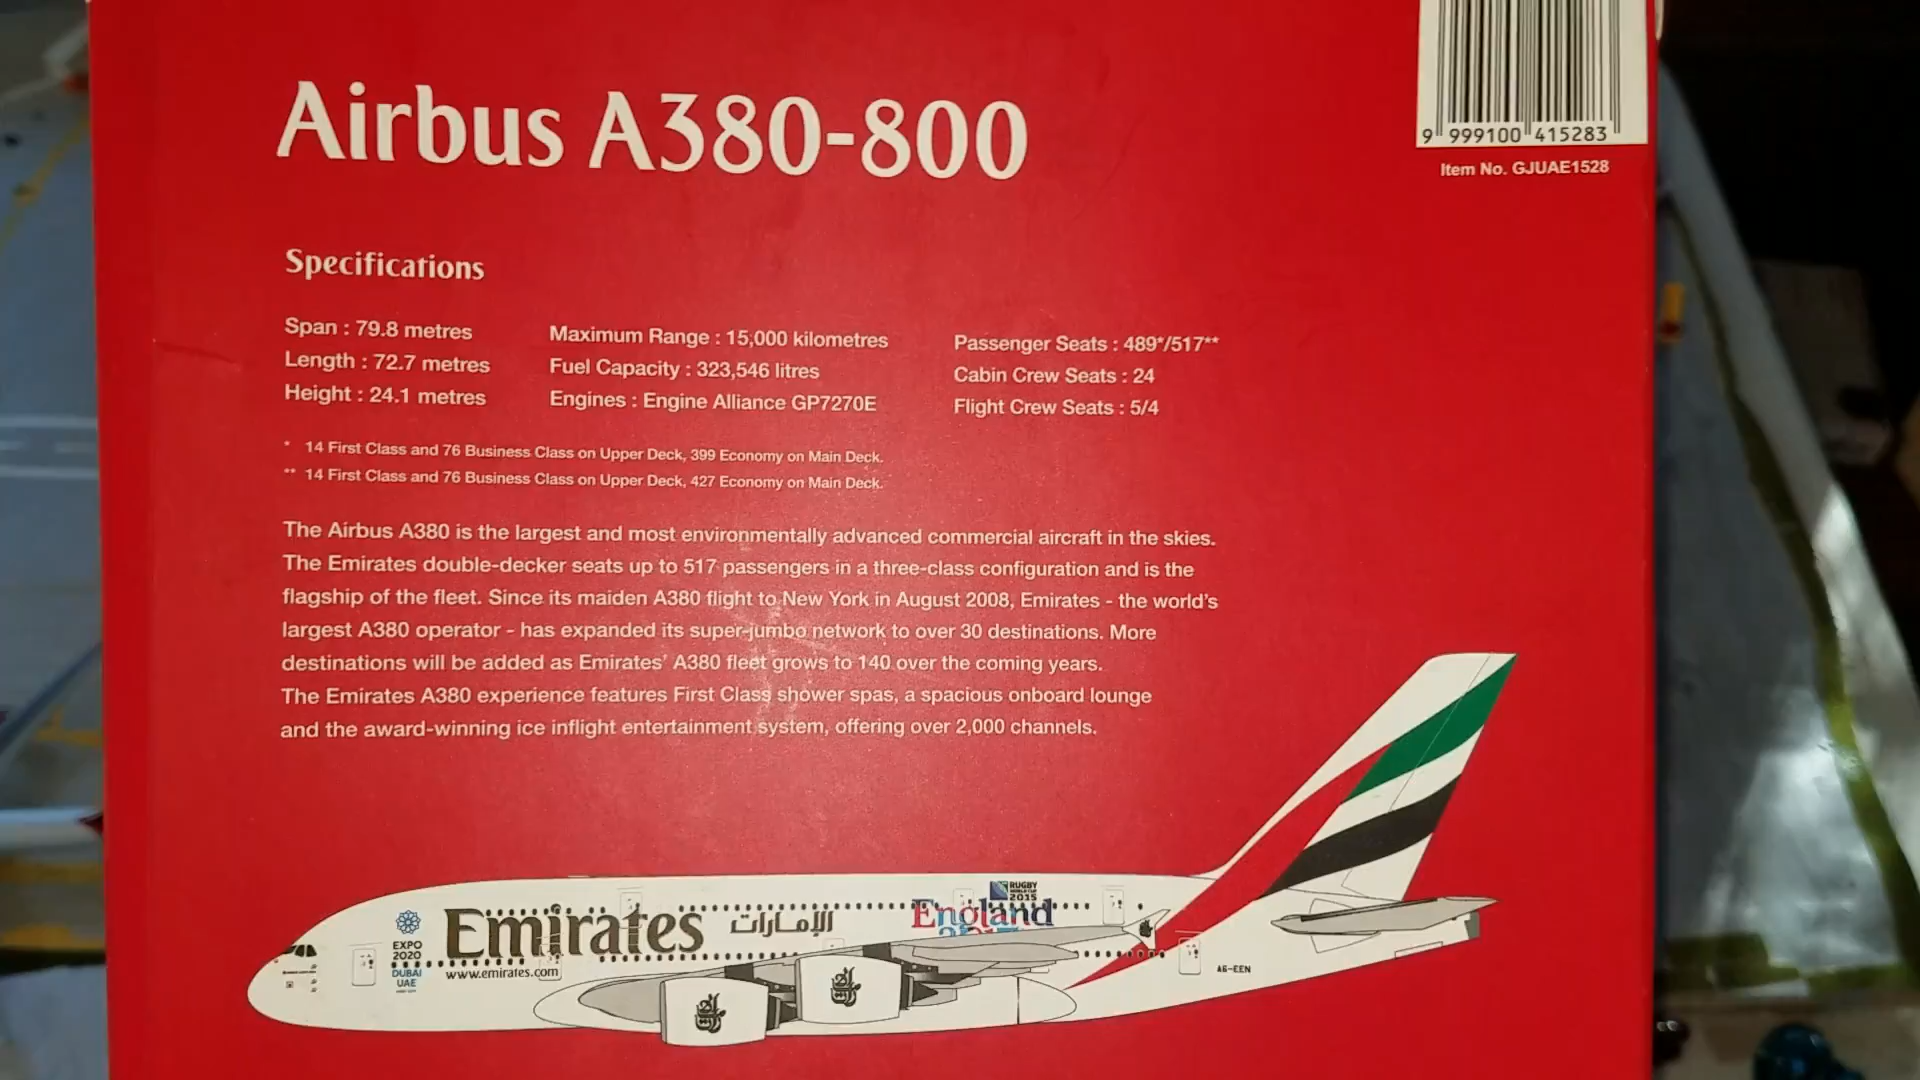 Airbus A380-800
9 999100 415283
Item No. GJUAE1528
Specifications
Span : 79.8 metres
Length : 72.7 metres
Height : 24.1 metres
Maximum Range : 15,000 kilometres
Fuel Capacity : 323,546 litres
Engines : Engine Alliance GP7270E
Passenger Seats : 489*/517**
Cabin Crew Seats : 24
Flight Crew Seats : 5/4
* 14 First Class and 76 Business Class on Upper Deck, 399 Economy on Main Deck.
** 14 First Class and 76 Business Class on Upper Deck, 427 Economy on Main Deck.
The Airbus A380 is the largest and most environmentally advanced commercial aircraft in the skies.
The Emirates double-decker seats up to 517 passengers in a three-class configuration and is the
flagship of the fleet. Since its maiden A380 flight to New York in August 2008, Emirates - the world's
largest A380 operator - has expanded its super-jumbo network to over 30 destinations. More
destinations will be added as Emirates' A380 fleet grows to 140 over the coming years.
The Emirates A380 experience features First Class shower spas, a spacious onboard lounge
and the award-winning ice inflight entertainment system, offering over 2,000 channels.
EXPO
2020
DUBAI
UAE
Emirates
www.emirates.com
الإمارات
RUGBY
WORLD CUP
2015
England
A6-EEN